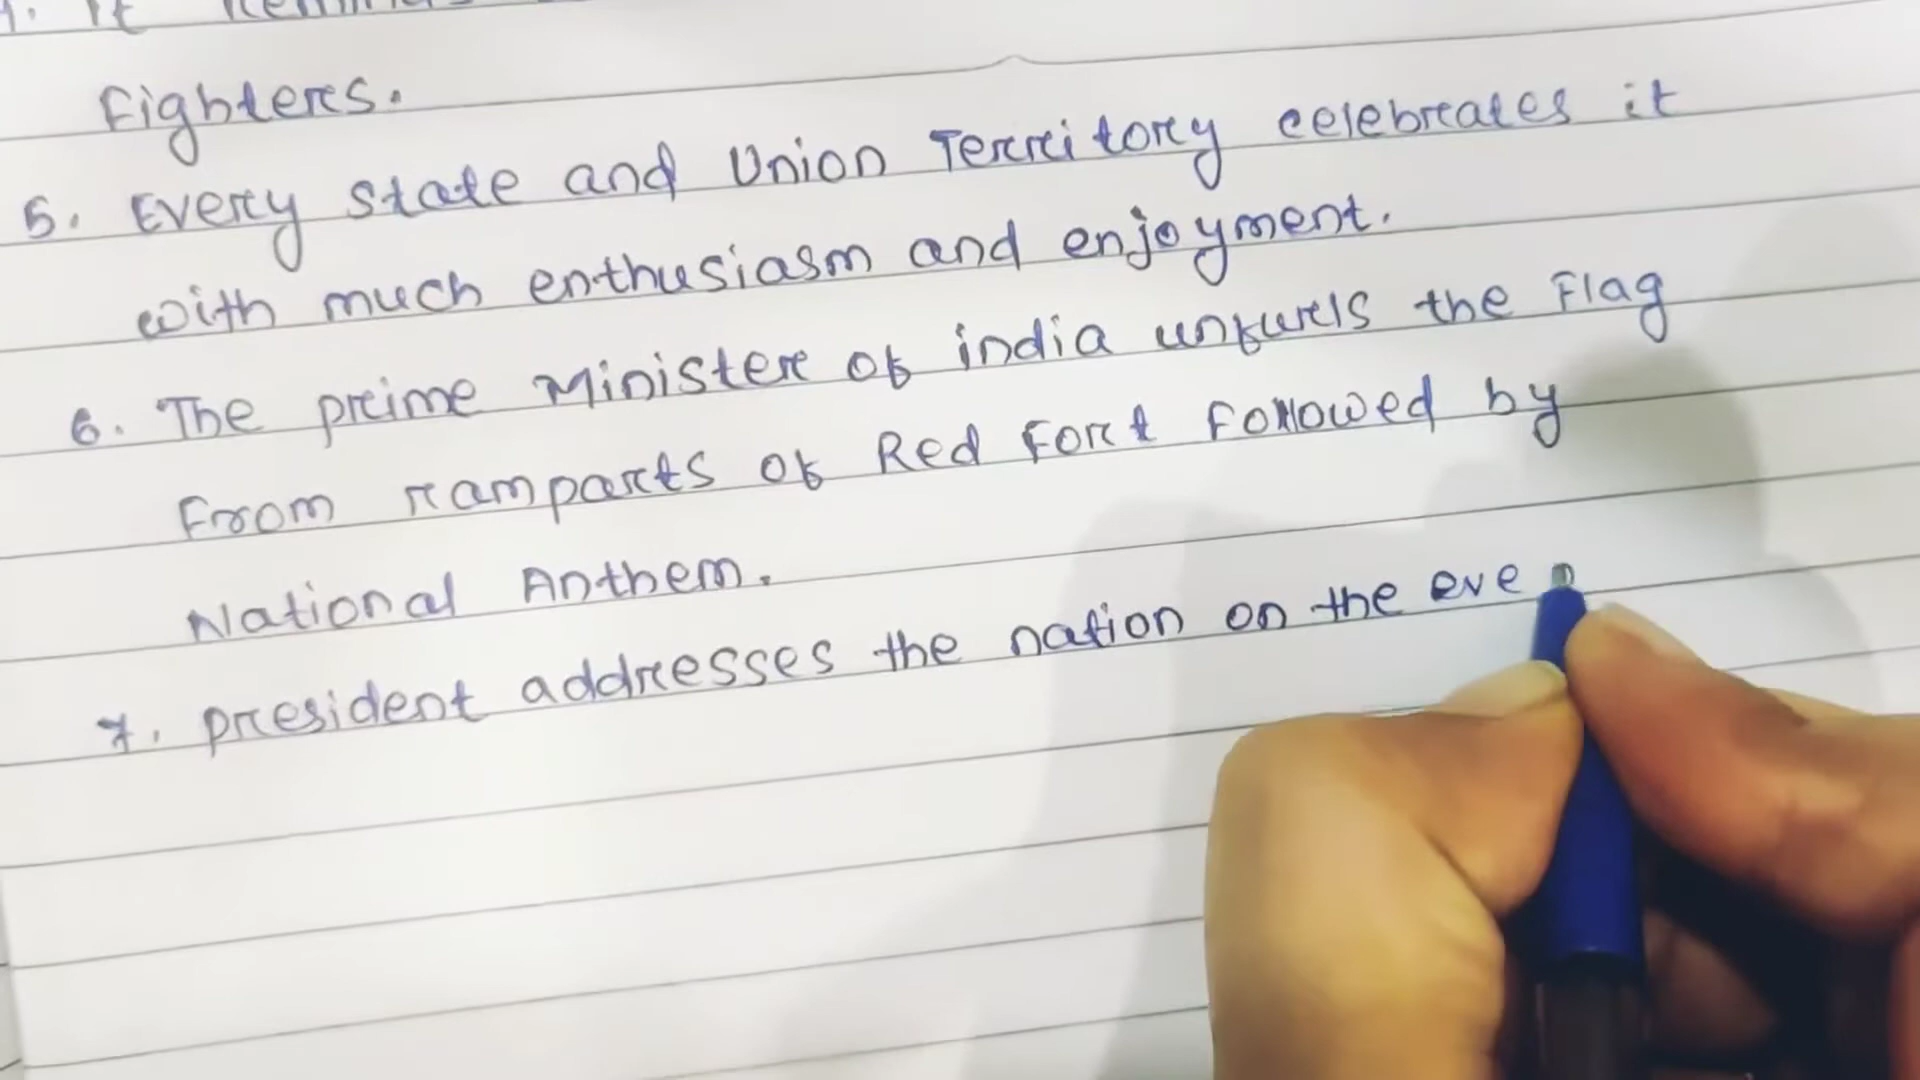 4. It
Fighters.
5. Every state and Union Territory celebrates it
with much enthusiasm and enjoyment.
6. The prime Minister of india unfurls the Flag
From ramparts of Red Fort Followed by
National Anthem.
7. president addresses the nation on the eve